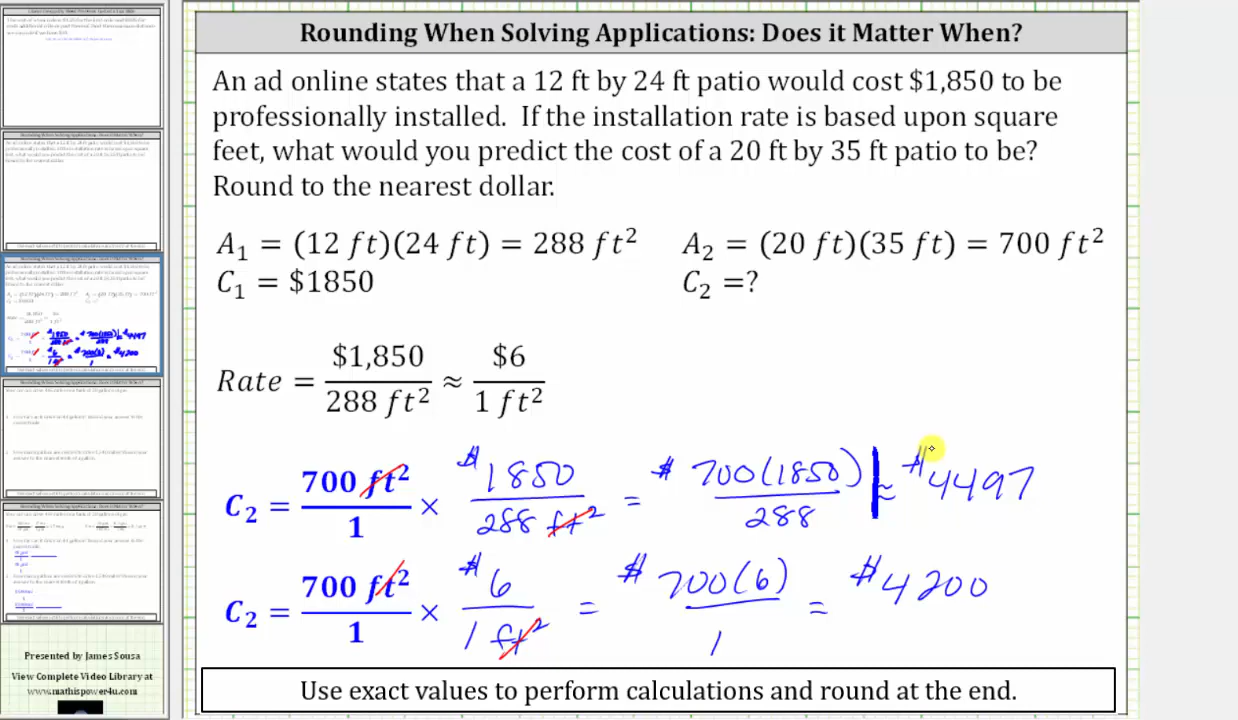 Rounding When Solving Applications: Does it Matter When?
An ad online states that a 12 ft by 24 ft patio would cost $1,850 to be
professionally installed. If the installation rate is based upon square
feet, what would you predict the cost of a 20 ft by 35 ft patio to be?
Round to the nearest dollar.
A₁ = (12 ft)(24 ft) = 288 ft² A₂ = (20 ft)(35 ft) = 700 ft²
C₁ = $1850 C₂ =?
Rate = $1,850 / 288 ft² ≈ $6 / 1 ft²
C₂ = 700 ft² / 1 × $1850 / 288 ft² = $700(1850) / 288 ≈ $4497
C₂ = 700 ft² / 1 × $6 / 1 ft² = $700(6) / 1 = $4200
Use exact values to perform calculations and round at the end.
Presented by James Sousa
View Complete Video Library at
www.mathispower4u.com